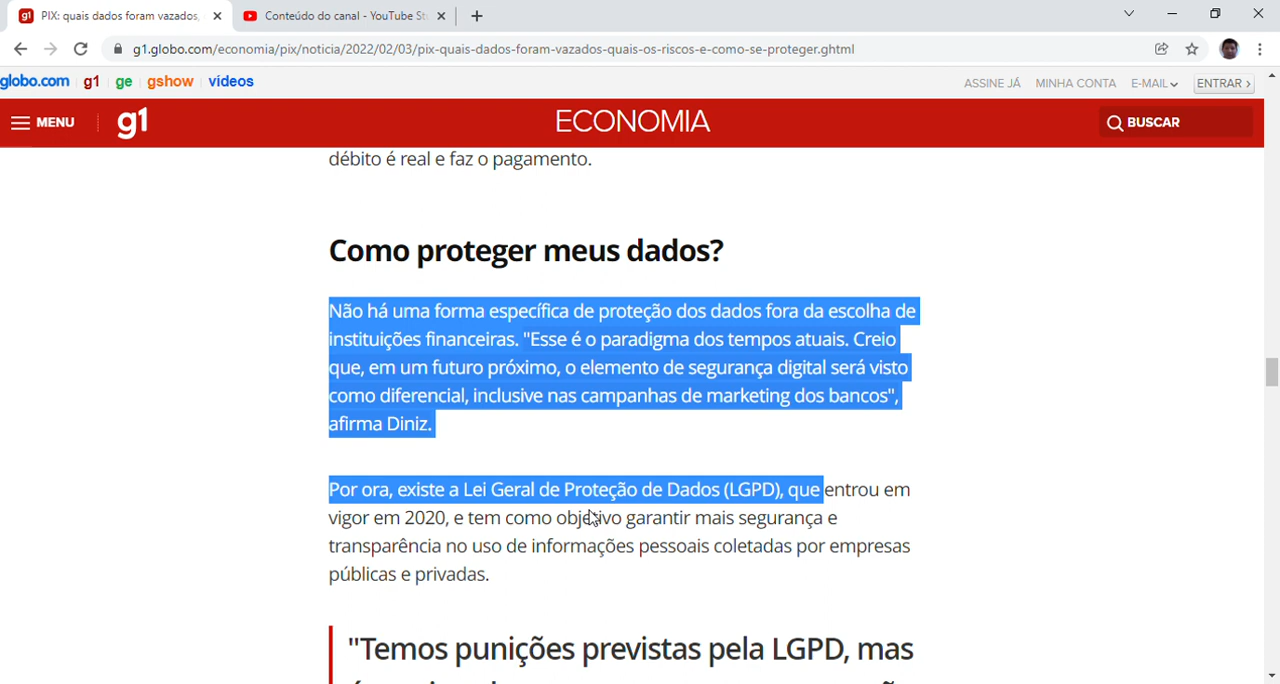 PIX: quais dados foram vazados,
Conteúdo do canal - YouTube St
g1.globo.com/economia/pix/noticia/2022/02/03/pix-quais-dados-foram-vazados-quais-os-riscos-e-como-se-proteger.ghtml
globo.com g1 ge gshow vídeos ASSINE JÁ MINHA CONTA E-MAIL ENTRAR ›
MENU g1 ECONOMIA BUSCAR
débito é real e faz o pagamento.
Como proteger meus dados?
Não há uma forma específica de proteção dos dados fora da escolha de
instituições financeiras. "Esse é o paradigma dos tempos atuais. Creio
que, em um futuro próximo, o elemento de segurança digital será visto
como diferencial, inclusive nas campanhas de marketing dos bancos",
afirma Diniz.
Por ora, existe a Lei Geral de Proteção de Dados (LGPD), que entrou em
vigor em 2020, e tem como objetivo garantir mais segurança e
transparência no uso de informações pessoais coletadas por empresas
públicas e privadas.
"Temos punições previstas pela LGPD, mas